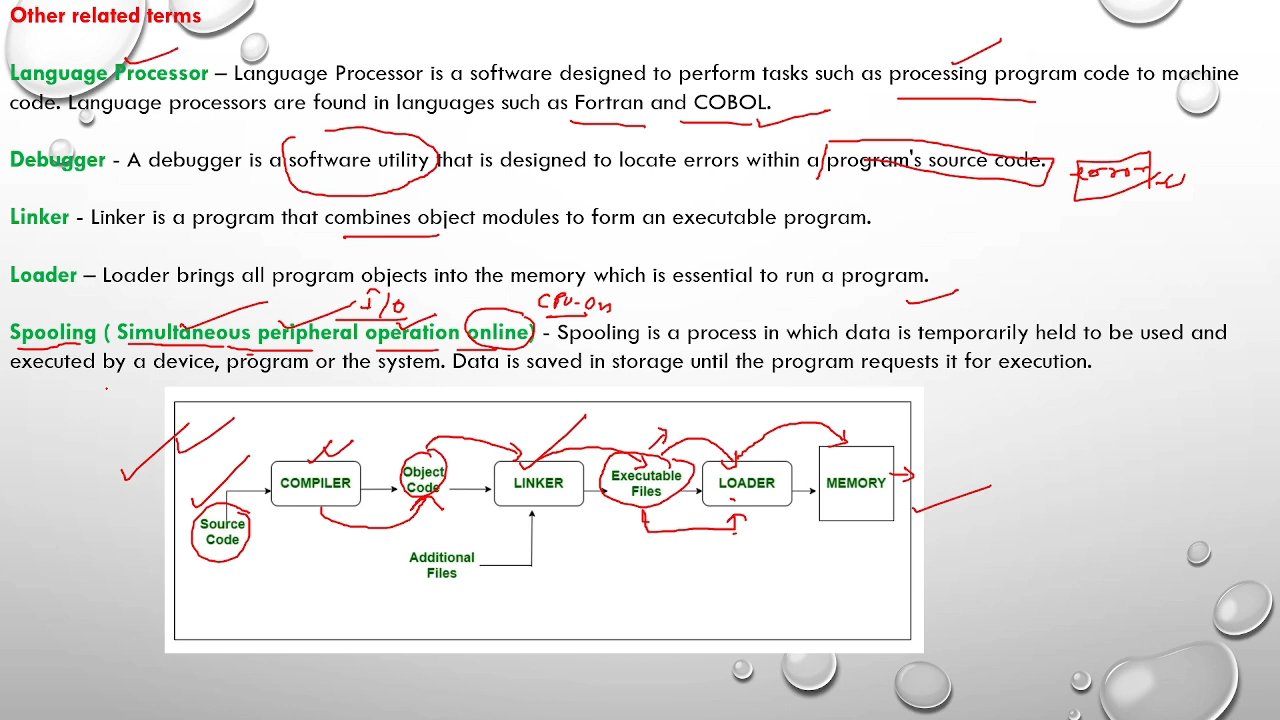 Other related terms
Language Processor – Language Processor is a software designed to perform tasks such as processing program code to machine
code. Language processors are found in languages such as Fortran and COBOL.
Debugger - A debugger is a software utility that is designed to locate errors within a program's source code.
error
Linker - Linker is a program that combines object modules to form an executable program.
Loader – Loader brings all program objects into the memory which is essential to run a program.
I/O CPU-On
Spooling ( Simultaneous peripheral operation online) - Spooling is a process in which data is temporarily held to be used and
executed by a device, program or the system. Data is saved in storage until the program requests it for execution.
COMPILER
Object
Code
LINKER
Executable
Files
LOADER
MEMORY
Source
Code
Additional
Files